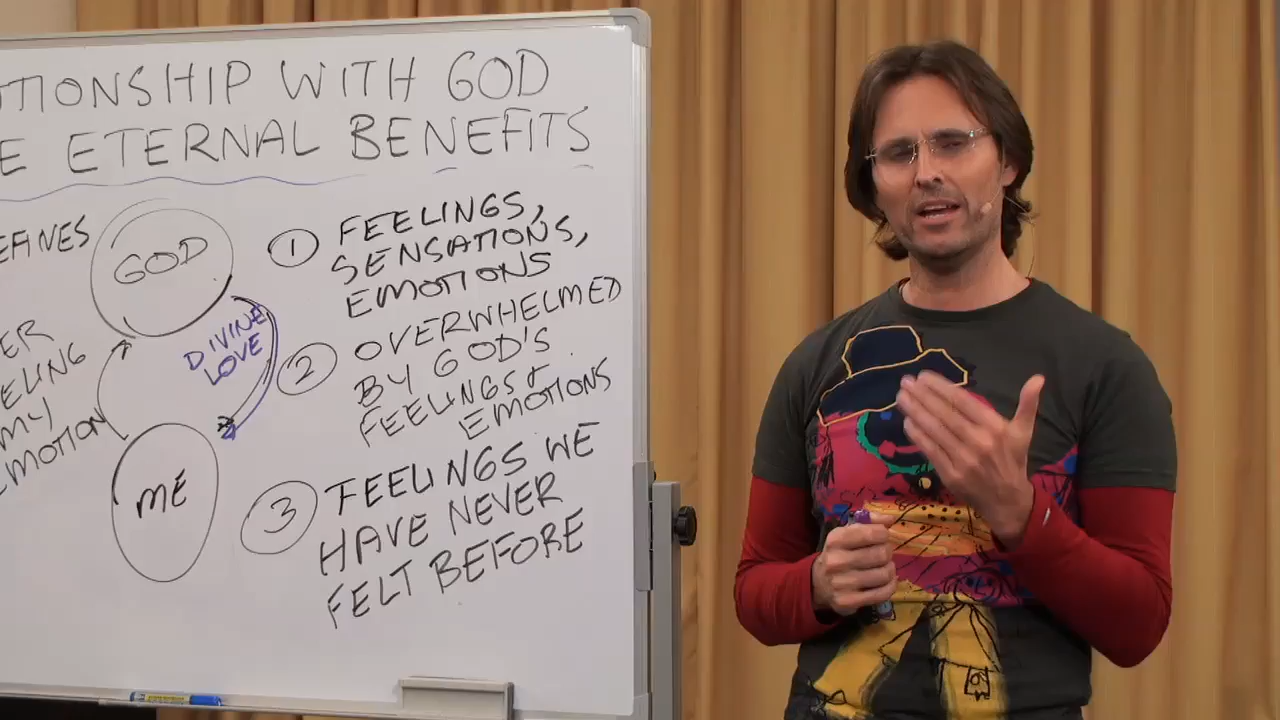 TIONSHIP WITH GOD
E ETERNAL BENEFITS
EFINES
GOD
ER
ELING
MY
EMOTION
DIVINE
LOVE
ME
1 FEELINGS,
SENSATIONS,
EMOTIONS
2 OVERWHELMED
BY GOD'S
FEELINGS &
EMOTIONS
3 FEELINGS WE
HAVE NEVER
FELT BEFORE